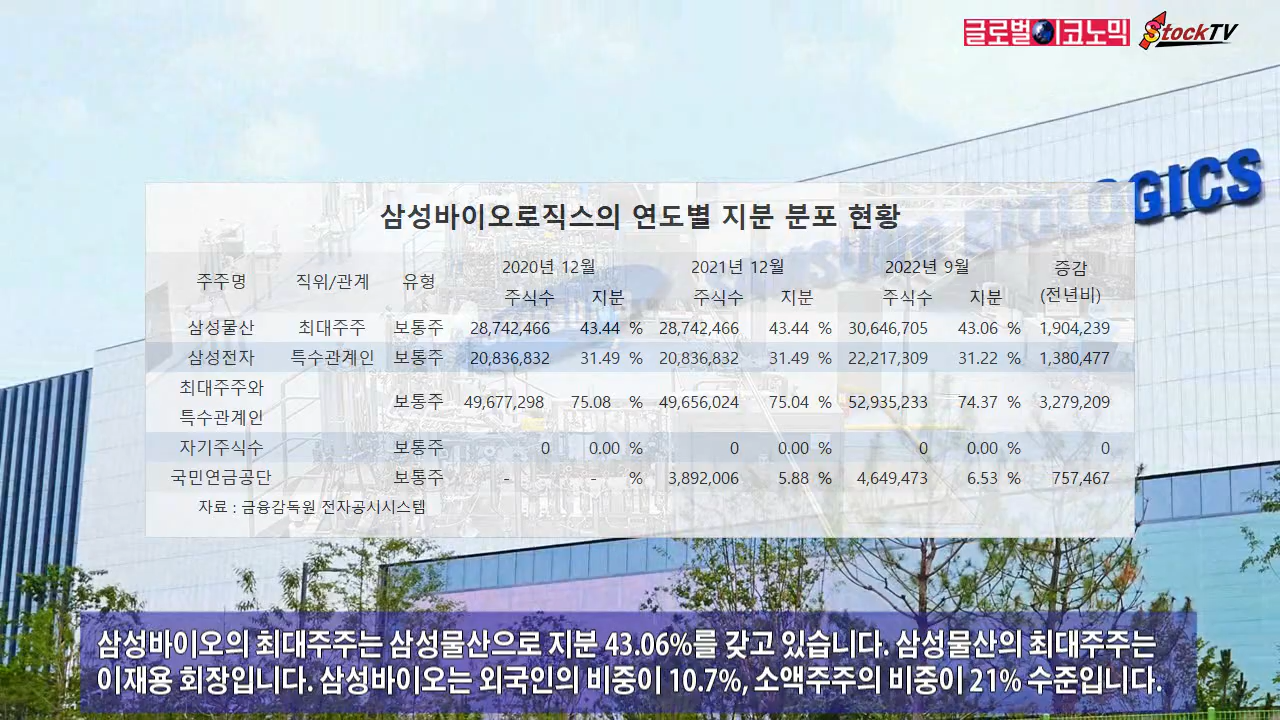 글로벌이코노믹 StockTV
GICS
삼성바이오로직스의 연도별 지분 분포 현황
주주명 직위/관계 유형 2020년 12월 2021년 12월 2022년 9월 증감
주식수 지분 주식수 지분 주식수 지분 (전년비)
삼성물산 최대주주 보통주 28,742,466 43.44 % 28,742,466 43.44 % 30,646,705 43.06 % 1,904,239
삼성전자 특수관계인 보통주 20,836,832 31.49 % 20,836,832 31.49 % 22,217,309 31.22 % 1,380,477
최대주주와
특수관계인 보통주 49,677,298 75.08 % 49,656,024 75.04 % 52,935,233 74.37 % 3,279,209
자기주식수 보통주 0 0.00 % 0 0.00 % 0 0.00 % 0
국민연금공단 보통주 - - % 3,892,006 5.88 % 4,649,473 6.53 % 757,467
자료 : 금융감독원 전자공시시스템
삼성바이오의 최대주주는 삼성물산으로 지분 43.06%를 갖고 있습니다. 삼성물산의 최대주주는
이재용 회장입니다. 삼성바이오는 외국인의 비중이 10.7%, 소액주주의 비중이 21% 수준입니다.